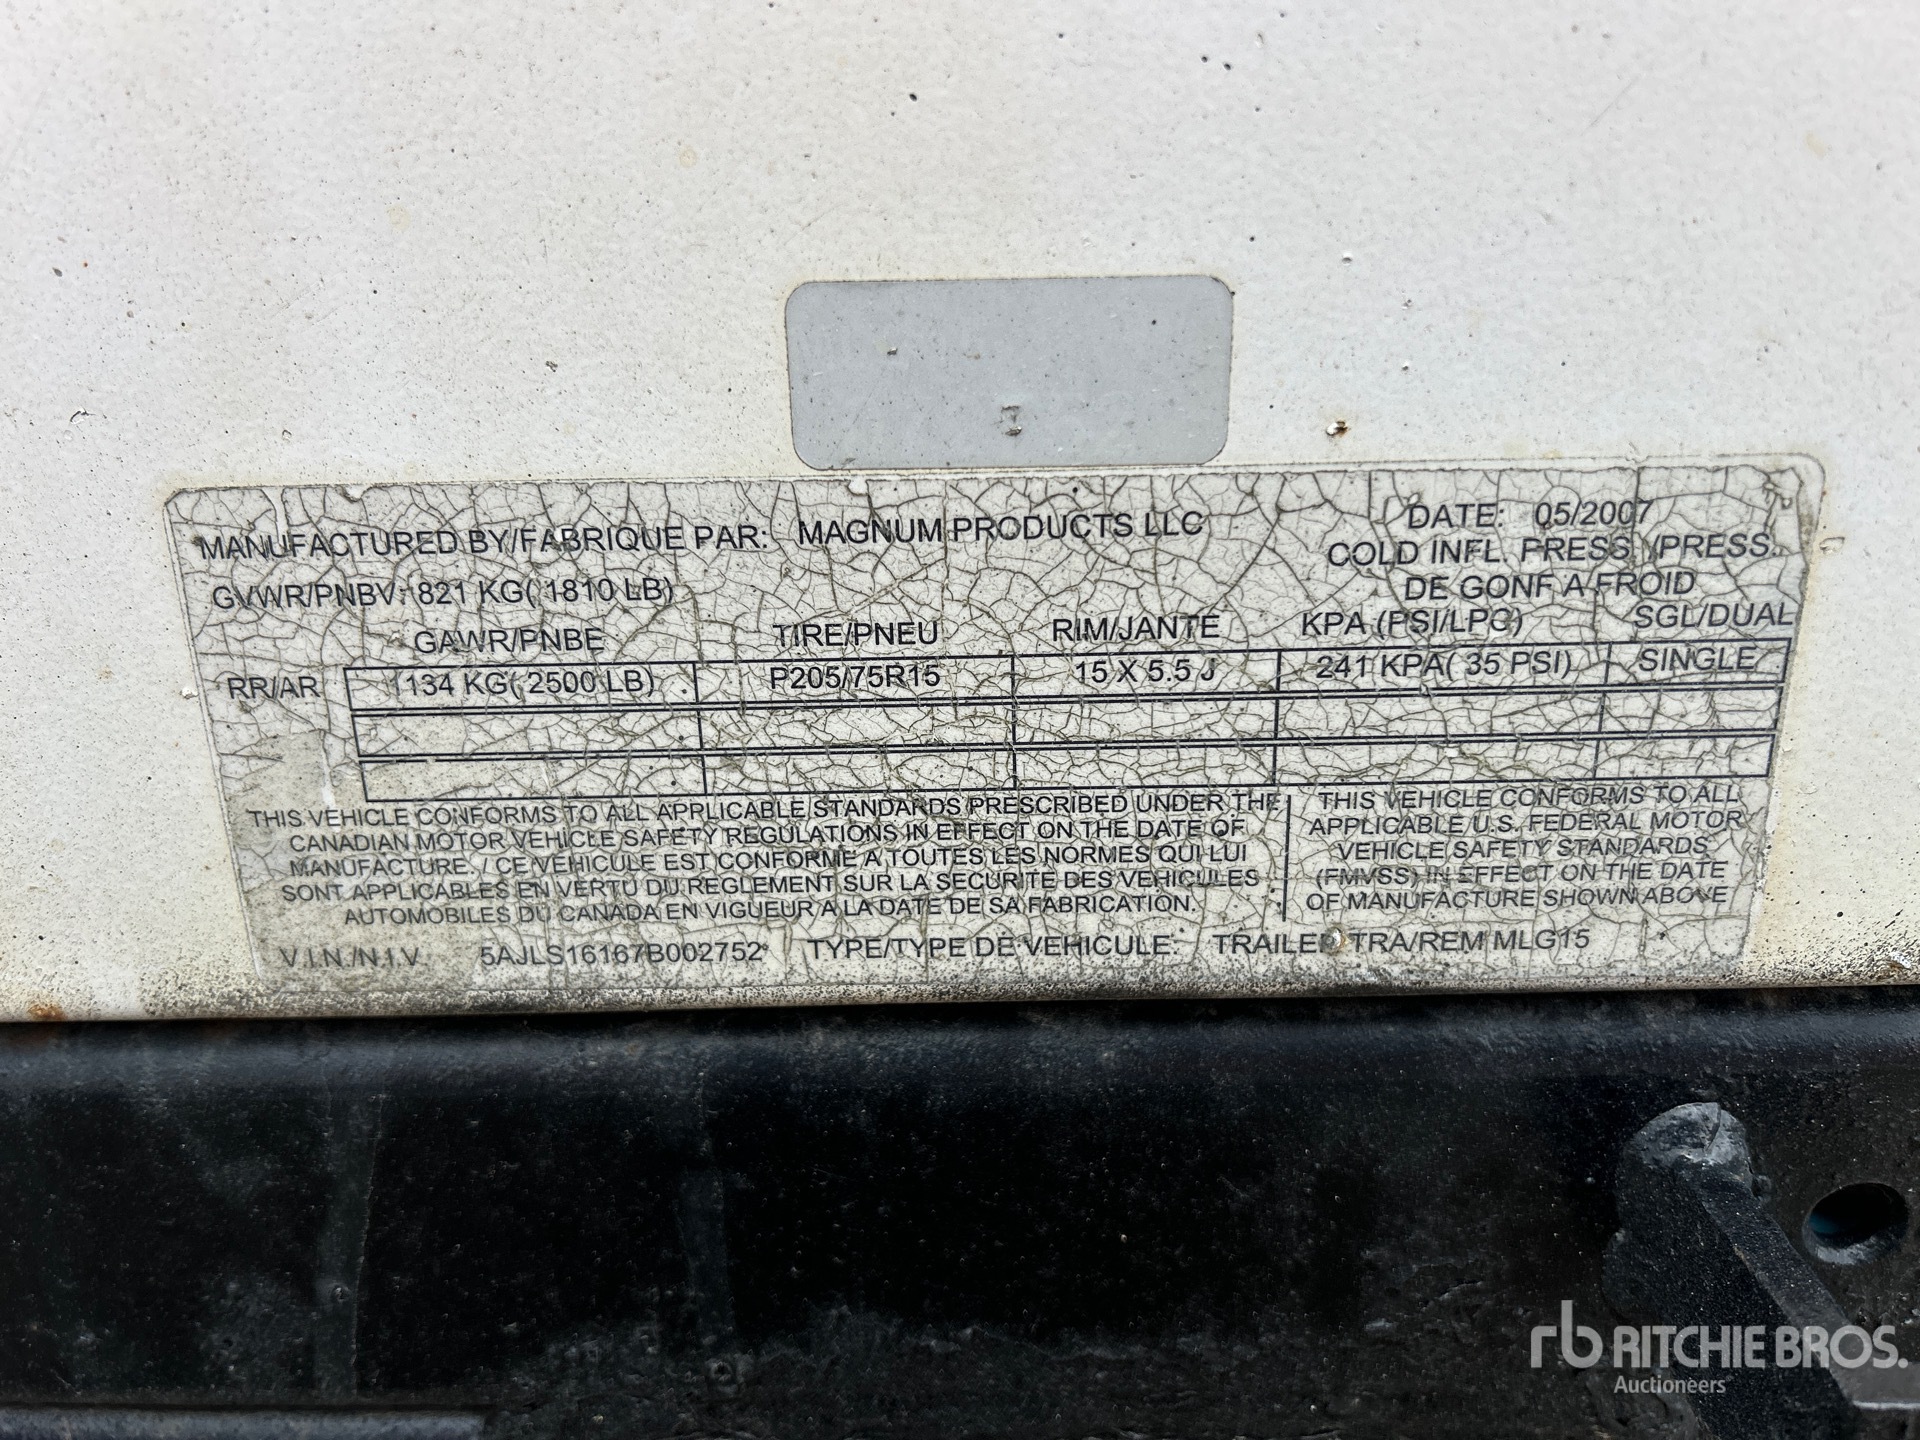 MANUFACTURED BY/FABRIQUE PAR: MAGNUM PRODUCTS LLC DATE: 05/2007
GVWR/PNBV: 821 KG( 1810 LB) COLD INFL. PRESS./PRESS.
DE GONF A FROID
GAWR/PNBE TIRE/PNEU RIM/JANTE KPA (PSI/LPC) SGL/DUAL
RR/AR 1134 KG( 2500 LB) P205/75R15 15 X 5.5 J 241 KPA( 35 PSI) SINGLE
THIS VEHICLE CONFORMS TO ALL APPLICABLE STANDARDS PRESCRIBED UNDER THE
CANADIAN MOTOR VEHICLE SAFETY REGULATIONS IN EFFECT ON THE DATE OF
MANUFACTURE. / CE VEHICULE EST CONFORME A TOUTES LES NORMES QUI LUI
SONT APPLICABLES EN VERTU DU REGLEMENT SUR LA SECURITE DES VEHICULES
AUTOMOBILES DU CANADA EN VIGUEUR A LA DATE DE SA FABRICATION.
THIS VEHICLE CONFORMS TO ALL
APPLICABLE U.S. FEDERAL MOTOR
VEHICLE SAFETY STANDARDS
(FMVSS) IN EFFECT ON THE DATE
OF MANUFACTURE SHOWN ABOVE
V.I.N./N.I.V. 5AJLS16167B002752* TYPE/TYPE DE VEHICULE: TRAILER TRA/REM MLG15
rb RITCHIE BROS.
Auctioneers